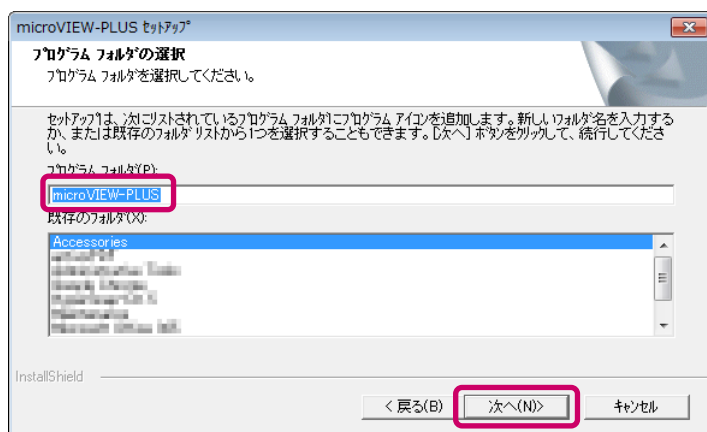 microVIEW-PLUS ｾｯﾄｱｯﾌﾟ
ﾌﾟﾛｸﾞﾗﾑ ﾌｫﾙﾀﾞの選択
ﾌﾟﾛｸﾞﾗﾑ ﾌｫﾙﾀﾞを選択してください。
ｾｯﾄｱｯﾌﾟは、次にﾘｽﾄされているﾌﾟﾛｸﾞﾗﾑ ﾌｫﾙﾀﾞにﾌﾟﾛｸﾞﾗﾑ ｱｲｺﾝを追加します。新しいﾌｫﾙﾀﾞ名を入力する
か、または既存のﾌｫﾙﾀﾞ ﾘｽﾄから1つを選択することもできます。[次へ] ﾎﾞﾀﾝをｸﾘｯｸして、続行してくださ
い。
ﾌﾟﾛｸﾞﾗﾑ ﾌｫﾙﾀﾞ(P):
microVIEW-PLUS
既存のﾌｫﾙﾀﾞ(X):
Accessories
InstallShield
< 戻る(B)
次へ(N)>
ｷｬﾝｾﾙ